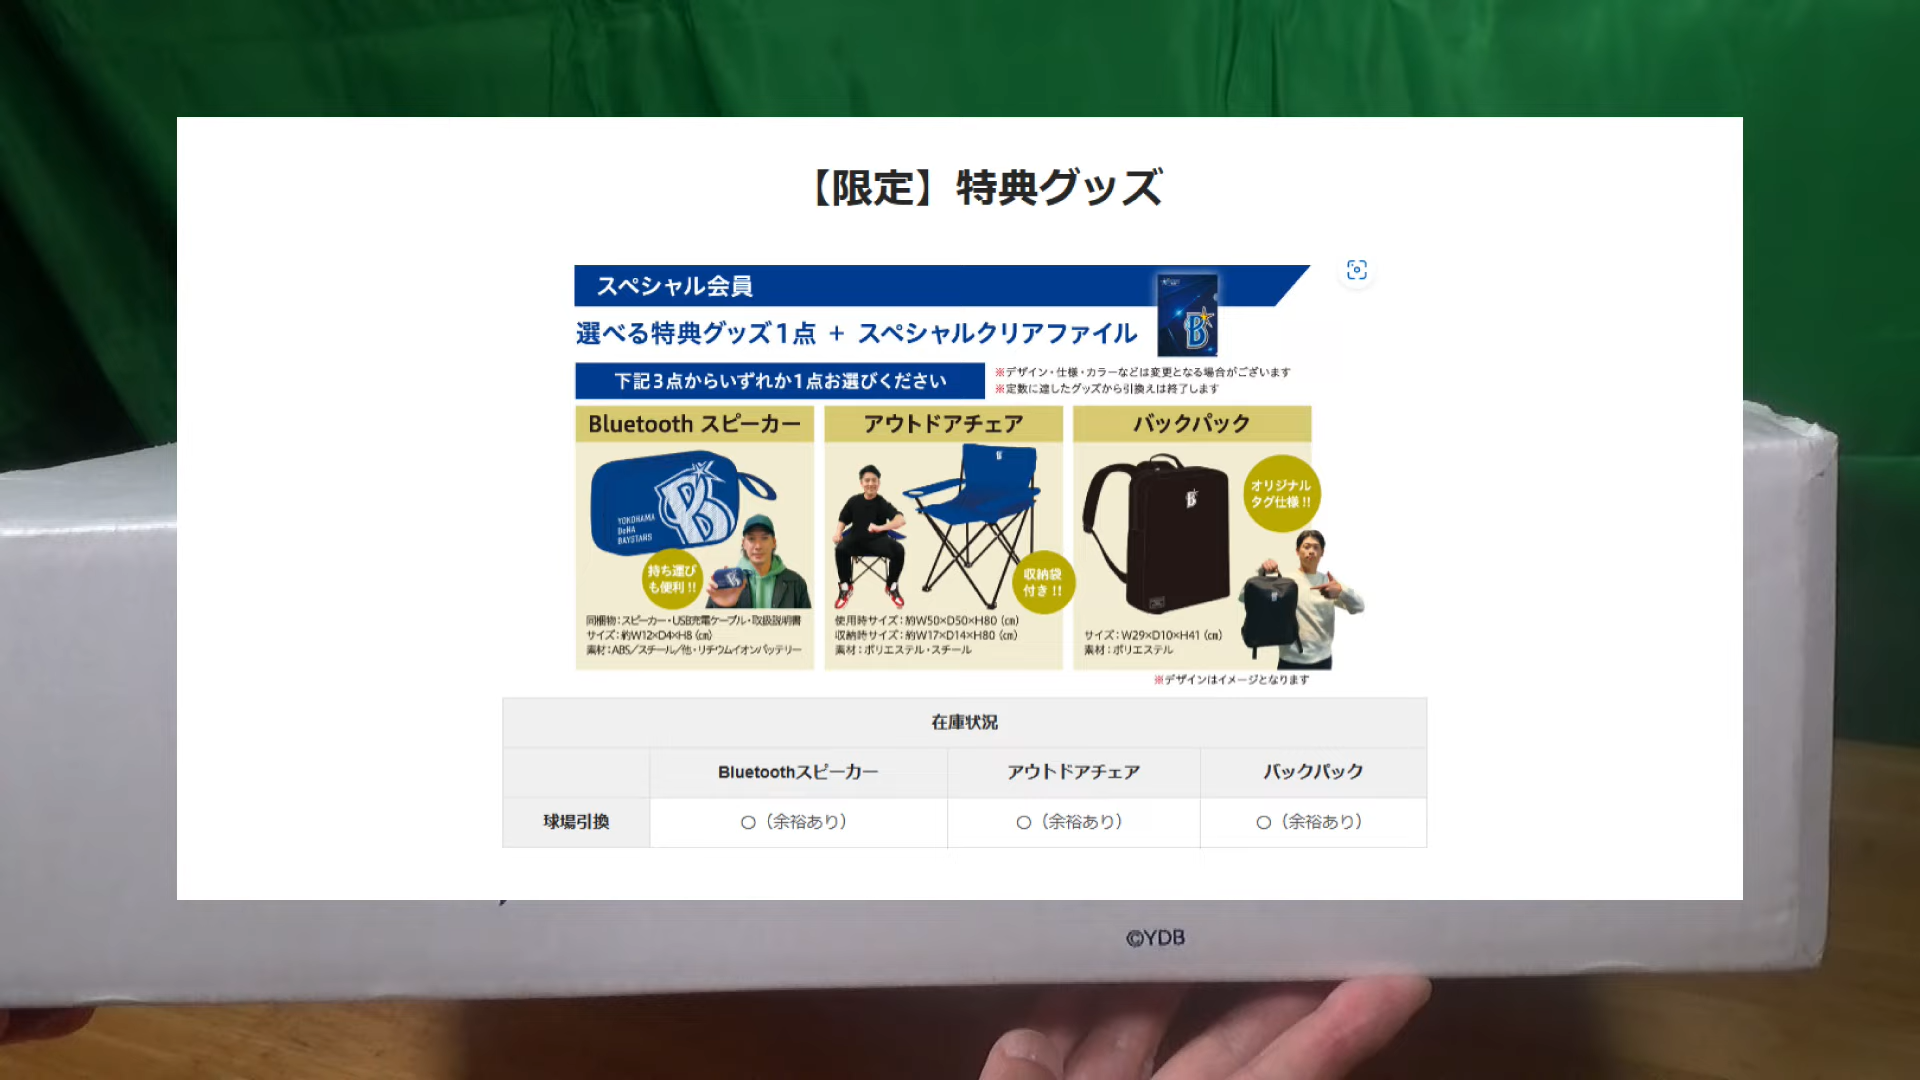 【限定】特典グッズ
スペシャル会員
選べる特典グッズ1点 + スペシャルクリアファイル
下記3点からいずれか1点お選びください
※デザイン・仕様・カラーなどは変更となる場合がございます
※定数に達したグッズから引換えは終了します
Bluetooth スピーカー
YOKOHAMA
DeNA
BAYSTARS
持ち運び
も便利!!
同梱物：スピーカー・USB充電ケーブル・取扱説明書
サイズ：約W12×D4×H8（㎝）
素材：ABS／スチール／他・リチウムイオンバッテリー
アウトドアチェア
収納袋
付き!!
使用時サイズ：約W50×D50×H80（㎝）
収納時サイズ：約W17×D14×H80（㎝）
素材：ポリエステル・スチール
バックパック
オリジナル
タグ仕様!!
サイズ：W29×D10×H41（㎝）
素材：ポリエステル
※デザインはイメージとなります
在庫状況
Bluetoothスピーカー アウトドアチェア バックパック
球場引換 〇（余裕あり） 〇（余裕あり） 〇（余裕あり）
©YDB